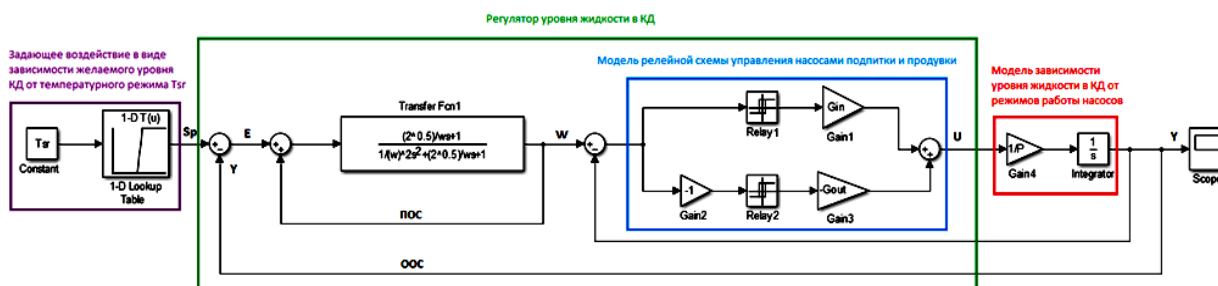 Регулятор уровня жидкости в КД
Задающее воздействие в виде
зависимости желаемого уровня
КД от температурного режима Tsr
Модель релейной схемы управления насосами подпитки и продувки
Модель зависимости
уровня жидкости в КД от
режимов работы насосов
1-D T(u)
Tsr
Constant
1-D Lookup
Table
Sp
E
Y
Transfer Fcn1
(2^0.5)/ws+1
1/(w)^2s²+(2^0.5)/ws+1
W
Relay1
Gin
Gain1
-1
Gain2
Relay2
-Gout
Gain3
U
1/P
Gain4
1
s
Integrator
Y
Scope
ПОС
ООС